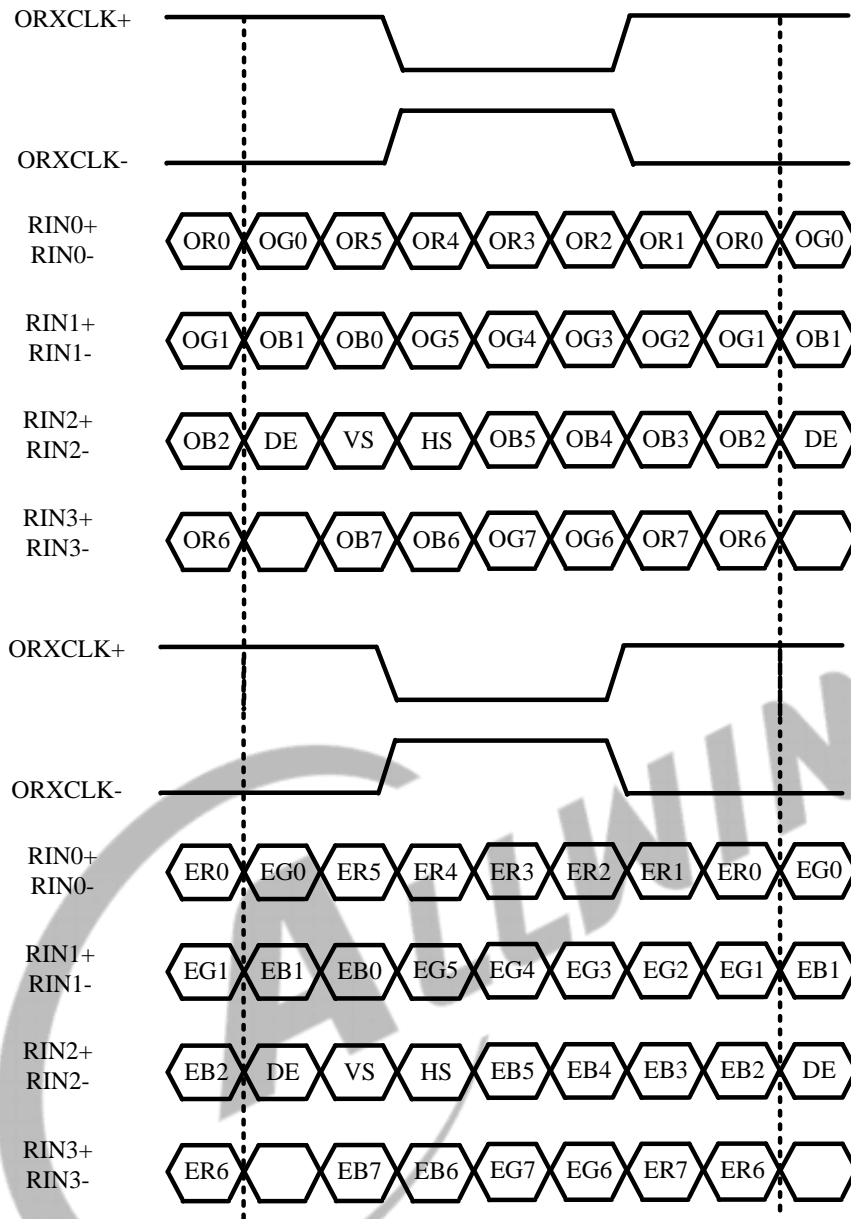 ORXCLK+
ORXCLK-
RIN0+
RIN0-
OR0 OG0 OR5 OR4 OR3 OR2 OR1 OR0 OG0
RIN1+
RIN1-
OG1 OB1 OB0 OG5 OG4 OG3 OG2 OG1 OB1
RIN2+
RIN2-
OB2 DE VS HS OB5 OB4 OB3 OB2 DE
RIN3+
RIN3-
OR6 OB7 OB6 OG7 OG6 OR7 OR6
ORXCLK+
ORXCLK-
RIN0+
RIN0-
ER0 EG0 ER5 ER4 ER3 ER2 ER1 ER0 EG0
RIN1+
RIN1-
EG1 EB1 EB0 EG5 EG4 EG3 EG2 EG1 EB1
RIN2+
RIN2-
EB2 DE VS HS EB5 EB4 EB3 EB2 DE
RIN3+
RIN3-
ER6 EB7 EB6 EG7 EG6 ER7 ER6
ALLWIN